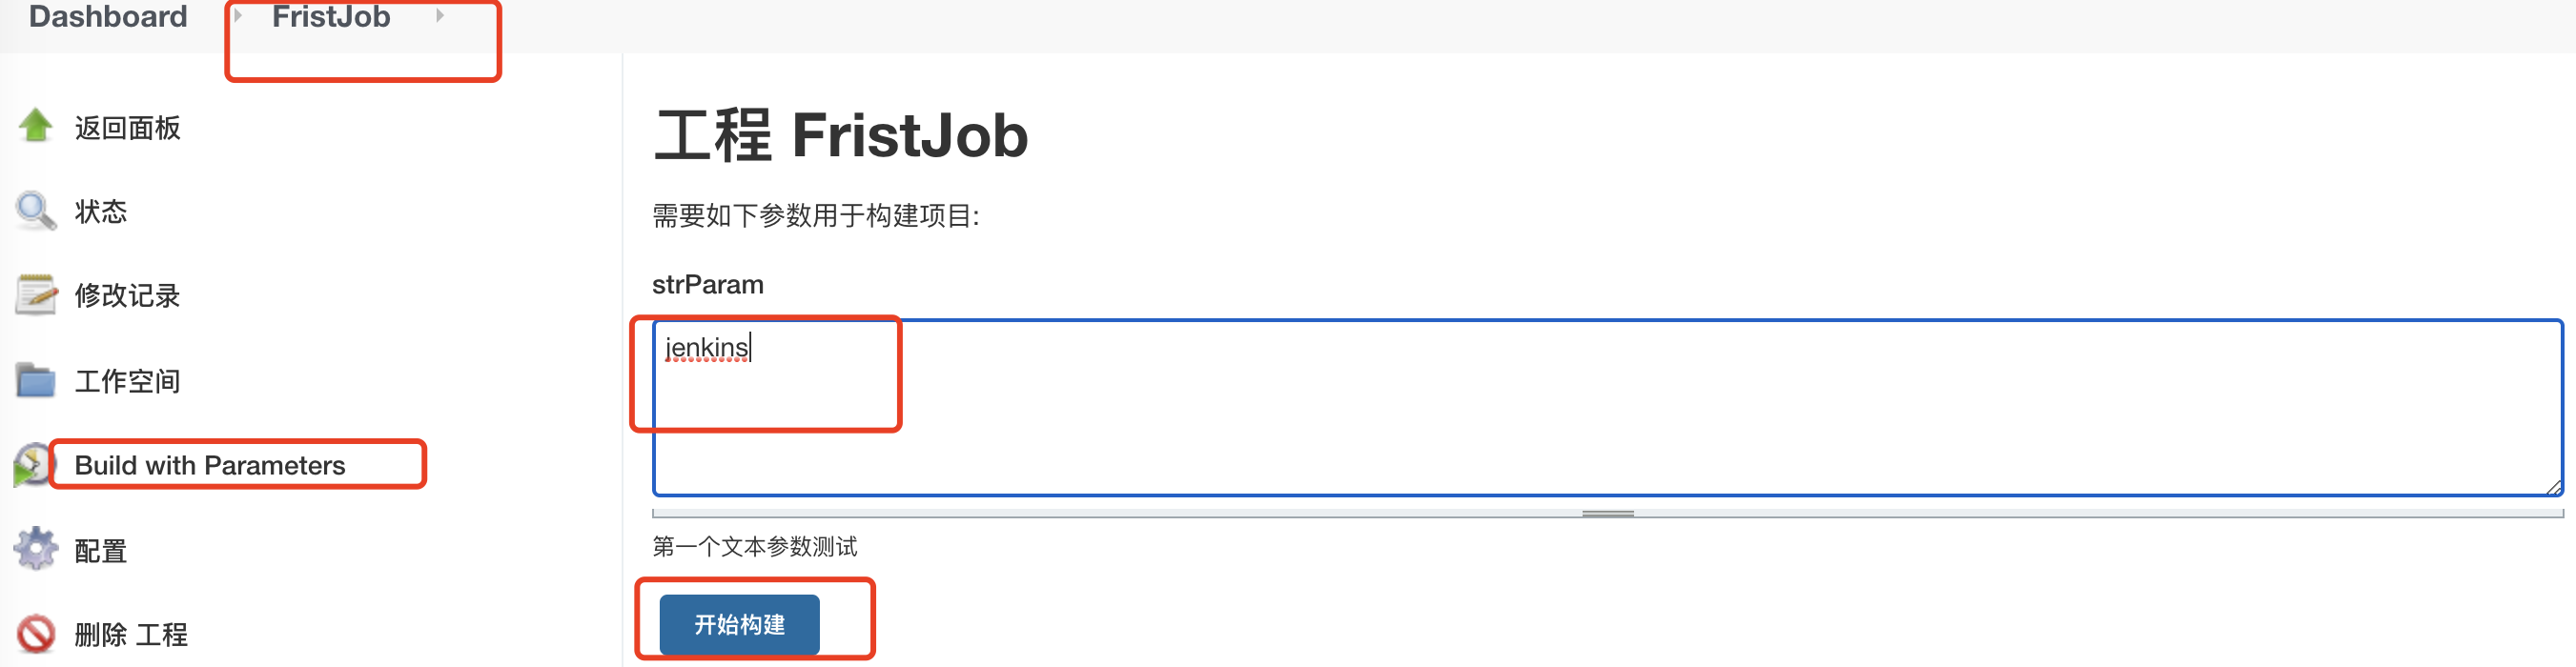 Dashboard FristJob
返回面板
状态
修改记录
工作空间
Build with Parameters
配置
删除 工程
工程 FristJob
需要如下参数用于构建项目:
strParam
jenkins
第一个文本参数测试
开始构建